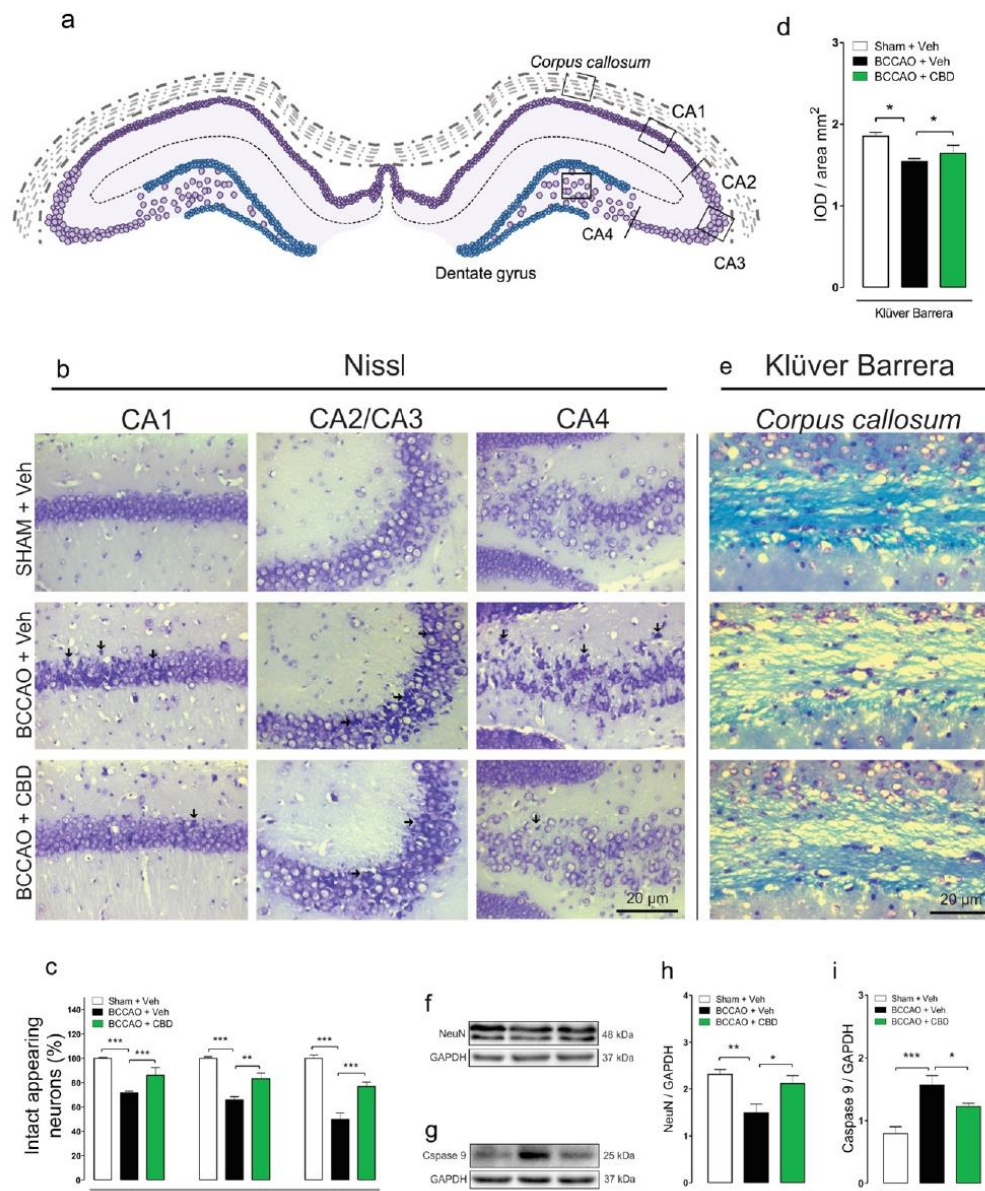 a
Corpus callosum
CA1
CA2
CA4
CA3
Dentate gyrus
d
Sham + Veh
BCCAO + Veh
BCCAO + CBD
IOD / area mm²
3
2
1
0
*
*
Klüver Barrera
b
Nissl
CA1
CA2/CA3
CA4
SHAM + Veh
BCCAO + Veh
BCCAO + CBD
20 µm
e
Klüver Barrera
Corpus callosum
20 µm
c
Sham + Veh
BCCAO + Veh
BCCAO + CBD
Intact appearing
neurons (%)
140
120
100
80
60
40
20
0
***
***
***
**
***
***
f
NeuN
48 kDa
GAPDH
37 kDa
g
Cspase 9
25 kDa
GAPDH
37 kDa
h
Sham + Veh
BCCAO + Veh
BCCAO + CBD
NeuN / GAPDH
4
3
2
1
0
**
*
i
Sham + Veh
BCCAO + Veh
BCCAO + CBD
Caspase 9 / GAPDH
3
2
1
0
***
*